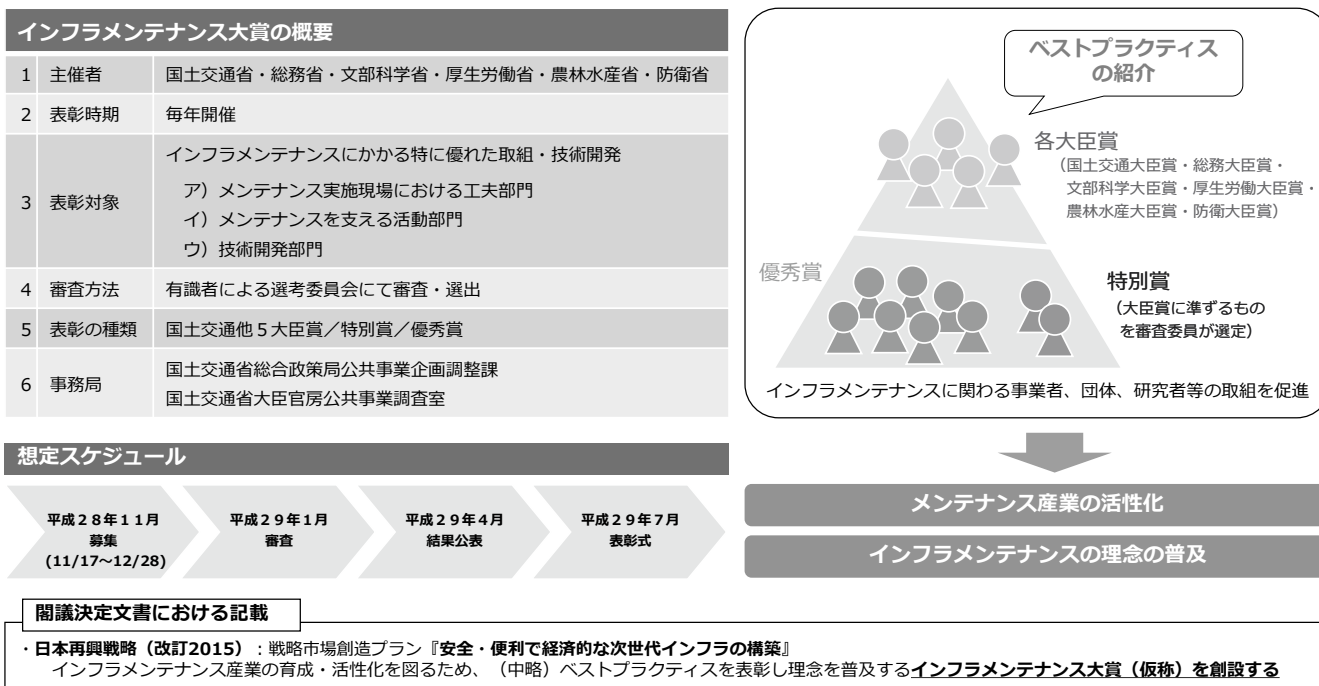 インフラメンテナンス大賞の概要
1 主催者 国土交通省・総務省・文部科学省・厚生労働省・農林水産省・防衛省
2 表彰時期 毎年開催
3 表彰対象 インフラメンテナンスにかかる特に優れた取組・技術開発
ア）メンテナンス実施現場における工夫部門
イ）メンテナンスを支える活動部門
ウ）技術開発部門
4 審査方法 有識者による選考委員会にて審査・選出
5 表彰の種類 国土交通他５大臣賞／特別賞／優秀賞
6 事務局 国土交通省総合政策局公共事業企画調整課
国土交通省大臣官房公共事業調査室
ベストプラクティス
の紹介
各大臣賞
（国土交通大臣賞・総務大臣賞・
文部科学大臣賞・厚生労働大臣賞・
農林水産大臣賞・防衛大臣賞）
優秀賞
特別賞
（大臣賞に準ずるもの
を審査委員が選定）
インフラメンテナンスに関わる事業者、団体、研究者等の取組を促進
メンテナンス産業の活性化
インフラメンテナンスの理念の普及
想定スケジュール
平成２８年１１月
募集
(11/17～12/28)
平成２９年１月
審査
平成２９年４月
結果公表
平成２９年７月
表彰式
閣議決定文書における記載
・日本再興戦略（改訂2015）：戦略市場創造プラン『安全・便利で経済的な次世代インフラの構築』
インフラメンテナンス産業の育成・活性化を図るため、（中略）ベストプラクティスを表彰し理念を普及するインフラメンテナンス大賞（仮称）を創設する